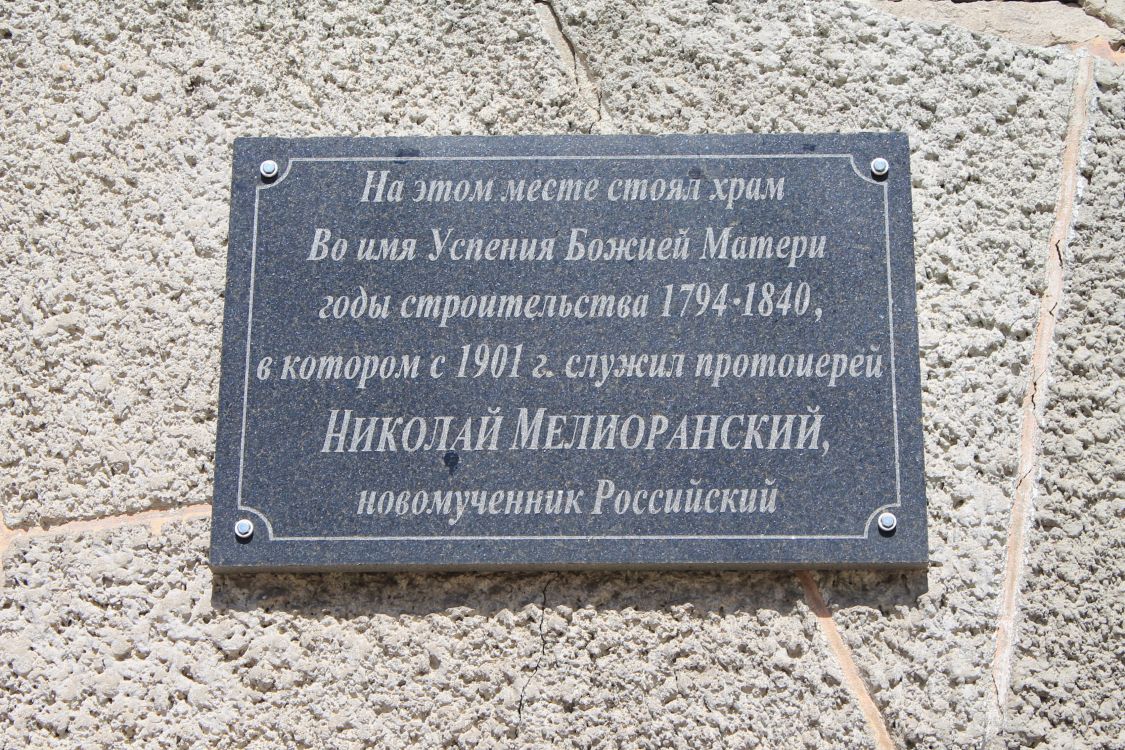 На этом месте стоял храм
Во имя Успения Божией Матери
годы строительства 1794-1840,
в котором с 1901 г. служил протоиерей
Николай Мелиоранский,
новомученник Российский